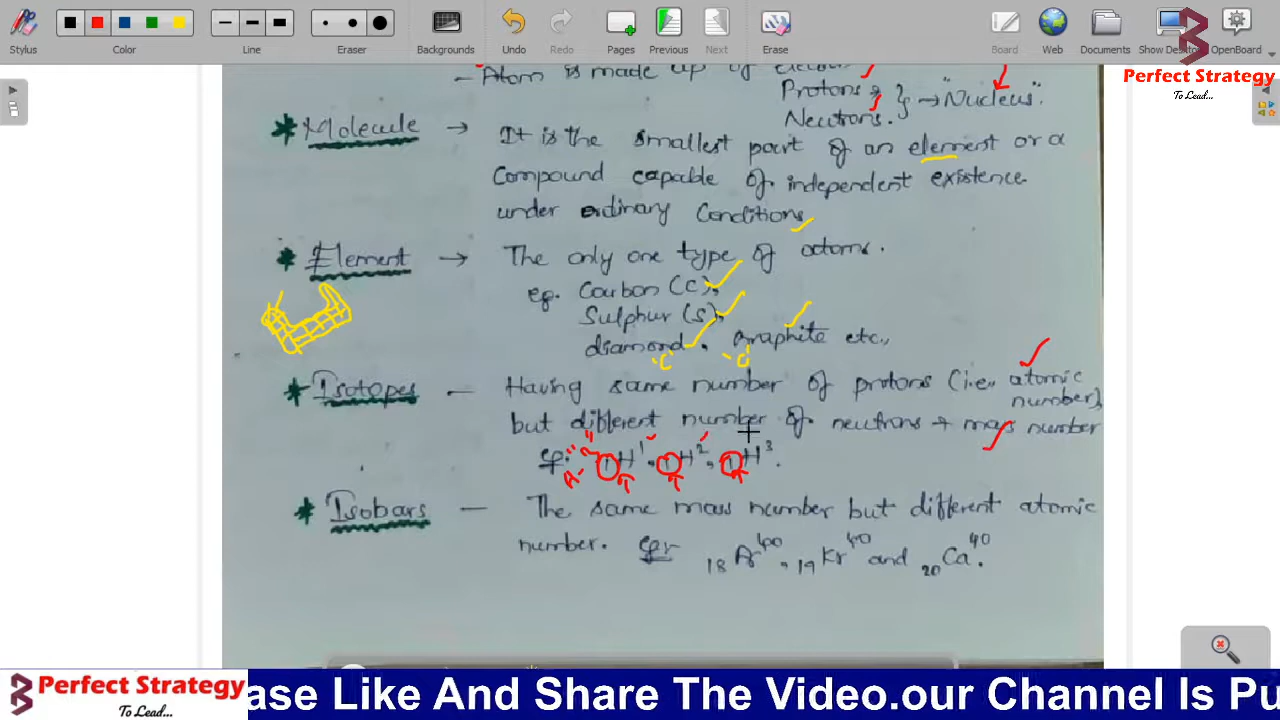 Stylus Color Line Eraser Backgrounds Undo Redo Pages Previous Next Erase Board Web Documents Show Desktop OpenBoard
Perfect Strategy
To Lead...
- Atom is made up of
Protons + } → "Nucleus".
Neutrons.
* Molecule → It is the smallest part of an element or a
Compound capable of independent existence
under ordinary Conditions
* Element → The only one type of atoms.
eg. Carbon (C),
Sulphur (S),
diamond, graphite etc.,
"C" "C"
* Isotopes - Having same number of protons (i.e., atomic
number),
but different number of neutrons + mass number
eg: ₁H¹, ₁H², ₁H³.
* Isobars - The same mass number but different atomic
number. eg: ₁₈Ar⁴⁰, ₁₉Kr⁴⁰ and ₂₀Ca⁴⁰.
Perfect Strategy
To Lead...
ase Like And Share The Video.our Channel Is Pu